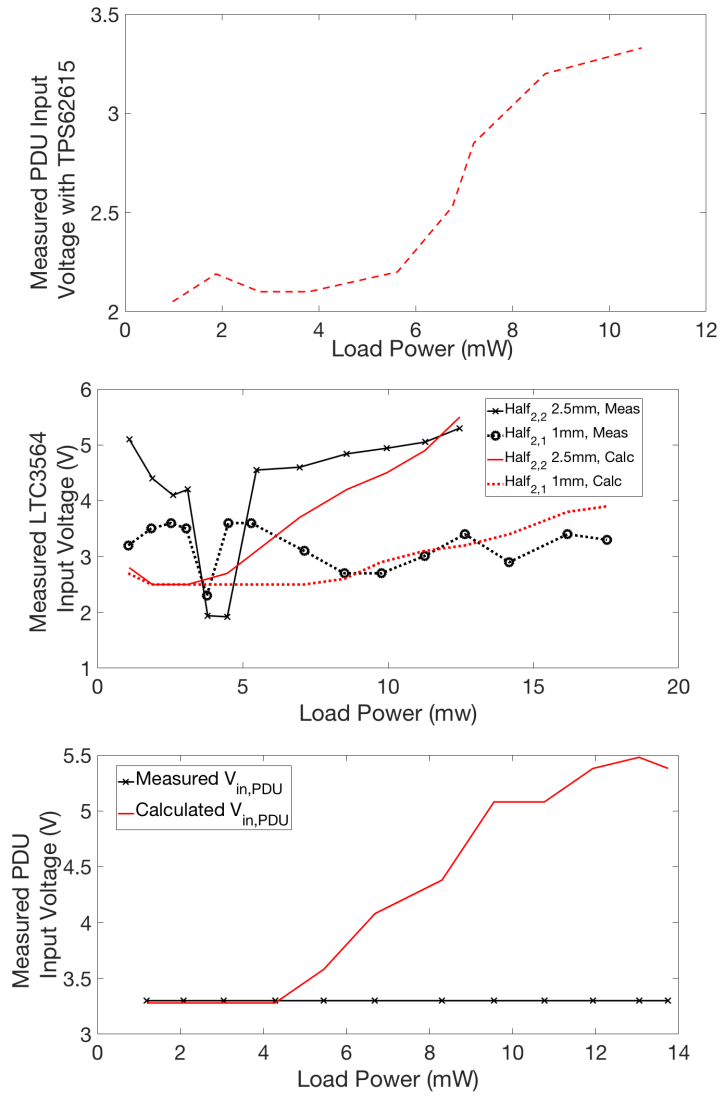 3.5
3
2.5
2
0
2
4
6
8
10
12
Measured PDU Input
Voltage with TPS62615
Load Power (mW)
6
5
4
3
2
1
0
5
10
15
20
Measured LTC3564
Input Voltage (V)
Half2,2 2.5mm, Meas
Half2,1 1mm, Meas
Half2,2 2.5mm, Calc
Half2,1 1mm, Calc
Load Power (mw)
5.5
5
4.5
4
3.5
3
0
2
4
6
8
10
12
14
Measured PDU
Input Voltage (V)
Measured Vin,PDU
Calculated Vin,PDU
Load Power (mW)